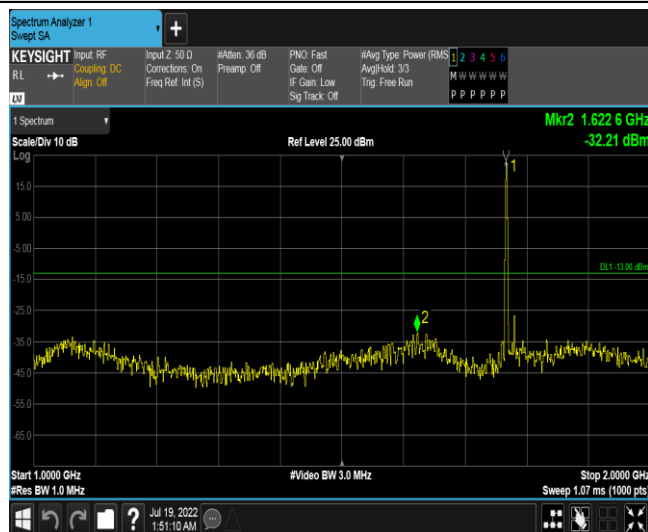 Spectrum Analyzer 1
Swept SA
+
KEYSIGHT
RL
LXI
Input: RF
Coupling: DC
Align: Off
Input Z: 50 Ω
Corrections: On
Freq Ref: Int (S)
#Atten: 36 dB
Preamp: Off
PNO: Fast
Gate: Off
IF Gain: Low
Sig Track: Off
#Avg Type: Power (RMS
Avg|Hold: 3/3
Trig: Free Run
1 2 3 4 5 6
M W W W W W
P P P P P P
1 Spectrum
Mkr2 1.622 6 GHz
-32.21 dBm
Scale/Div 10 dB
Ref Level 25.00 dBm
Log
1
15.0
5.00
-5.00
DL1 -13.00 dBm
-15.0
-25.0
2
-35.0
-45.0
-55.0
-65.0
Start 1.0000 GHz
#Video BW 3.0 MHz
Stop 2.0000 GHz
#Res BW 1.0 MHz
Sweep 1.07 ms (1000 pts)
?
Jul 19, 2022
1:51:10 AM